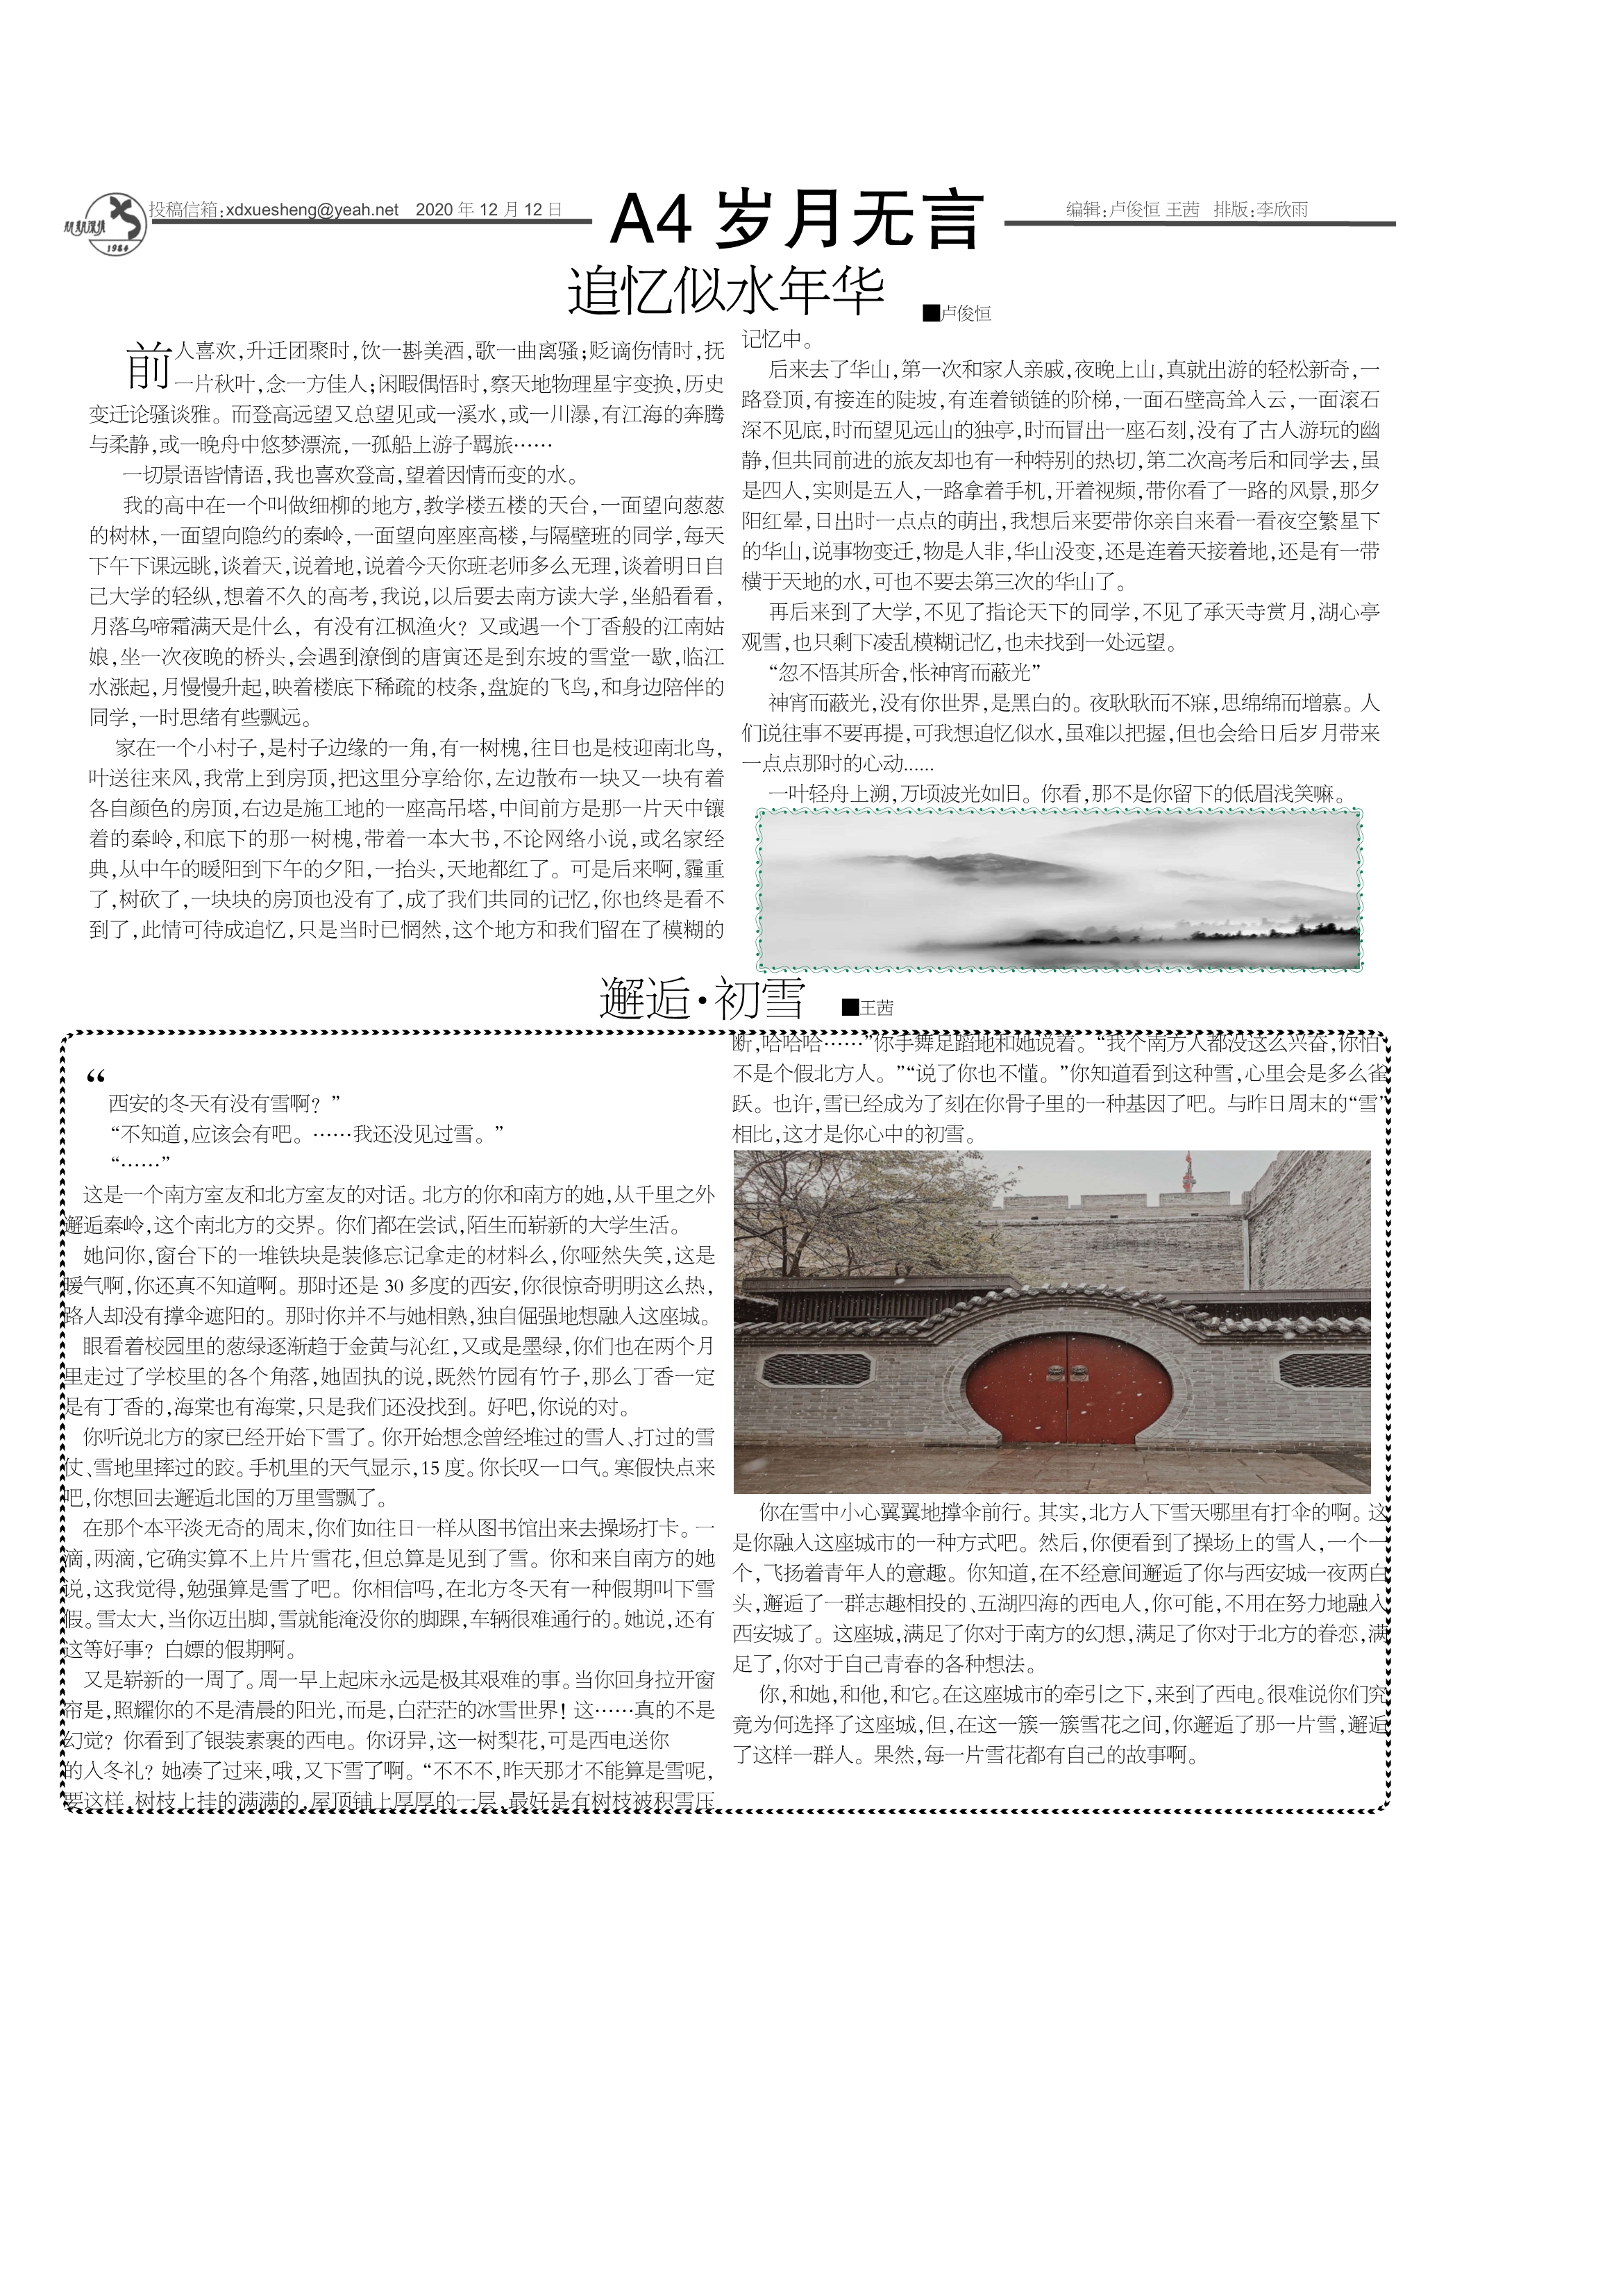 投稿信箱:xdxuesheng@yeah.net 2020 年 12 月 12 日
A4 岁月无言
编辑:卢俊恒 王茜 排版:李欣雨
1984
追忆似水年华
■卢俊恒
前人喜欢,升迁团聚时,饮一斟美酒,歌一曲离骚;贬谪伤情时,抚
一片秋叶,念一方佳人;闲暇偶悟时,察天地物理星宇变换,历史
变迁论骚谈雅。而登高远望又总望见或一溪水,或一川瀑,有江海的奔腾
与柔静,或一晚舟中悠梦漂流,一孤船上游子羁旅……
一切景语皆情语,我也喜欢登高,望着因情而变的水。
我的高中在一个叫做细柳的地方,教学楼五楼的天台,一面望向葱葱
的树林,一面望向隐约的秦岭,一面望向座座高楼,与隔壁班的同学,每天
下午下课远眺,谈着天,说着地,说着今天你班老师多么无理,谈着明日自
己大学的轻纵,想着不久的高考,我说,以后要去南方读大学,坐船看看,
月落乌啼霜满天是什么，有没有江枫渔火？又或遇一个丁香般的江南姑
娘,坐一次夜晚的桥头,会遇到潦倒的唐寅还是到东坡的雪堂一歇,临江
水涨起,月慢慢升起,映着楼底下稀疏的枝条,盘旋的飞鸟,和身边陪伴的
同学,一时思绪有些飘远。
家在一个小村子,是村子边缘的一角,有一树槐,往日也是枝迎南北鸟,
叶送往来风,我常上到房顶,把这里分享给你,左边散布一块又一块有着
各自颜色的房顶,右边是施工地的一座高吊塔,中间前方是那一片天中镶
着的秦岭,和底下的那一树槐,带着一本大书,不论网络小说,或名家经
典,从中午的暖阳到下午的夕阳,一抬头,天地都红了。可是后来啊,霾重
了,树砍了,一块块的房顶也没有了,成了我们共同的记忆,你也终是看不
到了,此情可待成追忆,只是当时已惘然,这个地方和我们留在了模糊的
记忆中。
后来去了华山,第一次和家人亲戚,夜晚上山,真就出游的轻松新奇,一
路登顶,有接连的陡坡,有连着锁链的阶梯,一面石壁高耸入云,一面滚石
深不见底,时而望见远山的独亭,时而冒出一座石刻,没有了古人游玩的幽
静,但共同前进的旅友却也有一种特别的热切,第二次高考后和同学去,虽
是四人,实则是五人,一路拿着手机,开着视频,带你看了一路的风景,那夕
阳红晕,日出时一点点的萌出,我想后来要带你亲自来看一看夜空繁星下
的华山,说事物变迁,物是人非,华山没变,还是连着天接着地,还是有一带
横于天地的水,可也不要去第三次的华山了。
再后来到了大学,不见了指论天下的同学,不见了承天寺赏月,湖心亭
观雪,也只剩下凌乱模糊记忆,也未找到一处远望。
“忽不悟其所舍,怅神宵而蔽光”
神宵而蔽光,没有你世界,是黑白的。夜耿耿而不寐,思绵绵而增慕。人
们说往事不要再提,可我想追忆似水,虽难以把握,但也会给日后岁月带来
一点点那时的心动......
一叶轻舟上溯,万顷波光如旧。你看,那不是你留下的低眉浅笑嘛。
邂逅·初雪
■王茜
“
西安的冬天有没有雪啊？”
“不知道,应该会有吧。……我还没见过雪。”
“……”
这是一个南方室友和北方室友的对话。北方的你和南方的她,从千里之外
邂逅秦岭,这个南北方的交界。你们都在尝试,陌生而崭新的大学生活。
她问你,窗台下的一堆铁块是装修忘记拿走的材料么,你哑然失笑,这是
暖气啊,你还真不知道啊。那时还是 30 多度的西安,你很惊奇明明这么热,
路人却没有撑伞遮阳的。那时你并不与她相熟,独自倔强地想融入这座城。
眼看着校园里的葱绿逐渐趋于金黄与沁红,又或是墨绿,你们也在两个月
里走过了学校里的各个角落,她固执的说,既然竹园有竹子,那么丁香一定
是有丁香的,海棠也有海棠,只是我们还没找到。好吧,你说的对。
你听说北方的家已经开始下雪了。你开始想念曾经堆过的雪人、打过的雪
仗、雪地里摔过的跤。手机里的天气显示,15 度。你长叹一口气。寒假快点来
吧,你想回去邂逅北国的万里雪飘了。
在那个本平淡无奇的周末,你们如往日一样从图书馆出来去操场打卡。一
滴,两滴,它确实算不上片片雪花,但总算是见到了雪。你和来自南方的她
说,这我觉得,勉强算是雪了吧。你相信吗,在北方冬天有一种假期叫下雪
假。雪太大,当你迈出脚,雪就能淹没你的脚踝,车辆很难通行的。她说,还有
这等好事？白嫖的假期啊。
又是崭新的一周了。周一早上起床永远是极其艰难的事。当你回身拉开窗
帘是,照耀你的不是清晨的阳光,而是,白茫茫的冰雪世界！这……真的不是
幻觉？你看到了银装素裹的西电。你讶异,这一树梨花,可是西电送你
的入冬礼？她凑了过来,哦,又下雪了啊。“不不不,昨天那才不能算是雪呢,
要这样,树枝上挂的满满的,屋顶铺上厚厚的一层,最好是有树枝被积雪压
断,哈哈哈……”你手舞足蹈地和她说着。“我个南方人都没这么兴奋,你怕
不是个假北方人。”“说了你也不懂。”你知道看到这种雪,心里会是多么雀
跃。也许,雪已经成为了刻在你骨子里的一种基因了吧。与昨日周末的“雪”
相比,这才是你心中的初雪。
你在雪中小心翼翼地撑伞前行。其实,北方人下雪天哪里有打伞的啊。这
是你融入这座城市的一种方式吧。然后,你便看到了操场上的雪人,一个一
个,飞扬着青年人的意趣。你知道,在不经意间邂逅了你与西安城一夜两白
头,邂逅了一群志趣相投的、五湖四海的西电人,你可能,不用在努力地融入
西安城了。这座城,满足了你对于南方的幻想,满足了你对于北方的眷恋,满
足了,你对于自己青春的各种想法。
你,和她,和他,和它。在这座城市的牵引之下,来到了西电。很难说你们究
竟为何选择了这座城,但,在这一簇一簇雪花之间,你邂逅了那一片雪,邂逅
了这样一群人。果然,每一片雪花都有自己的故事啊。